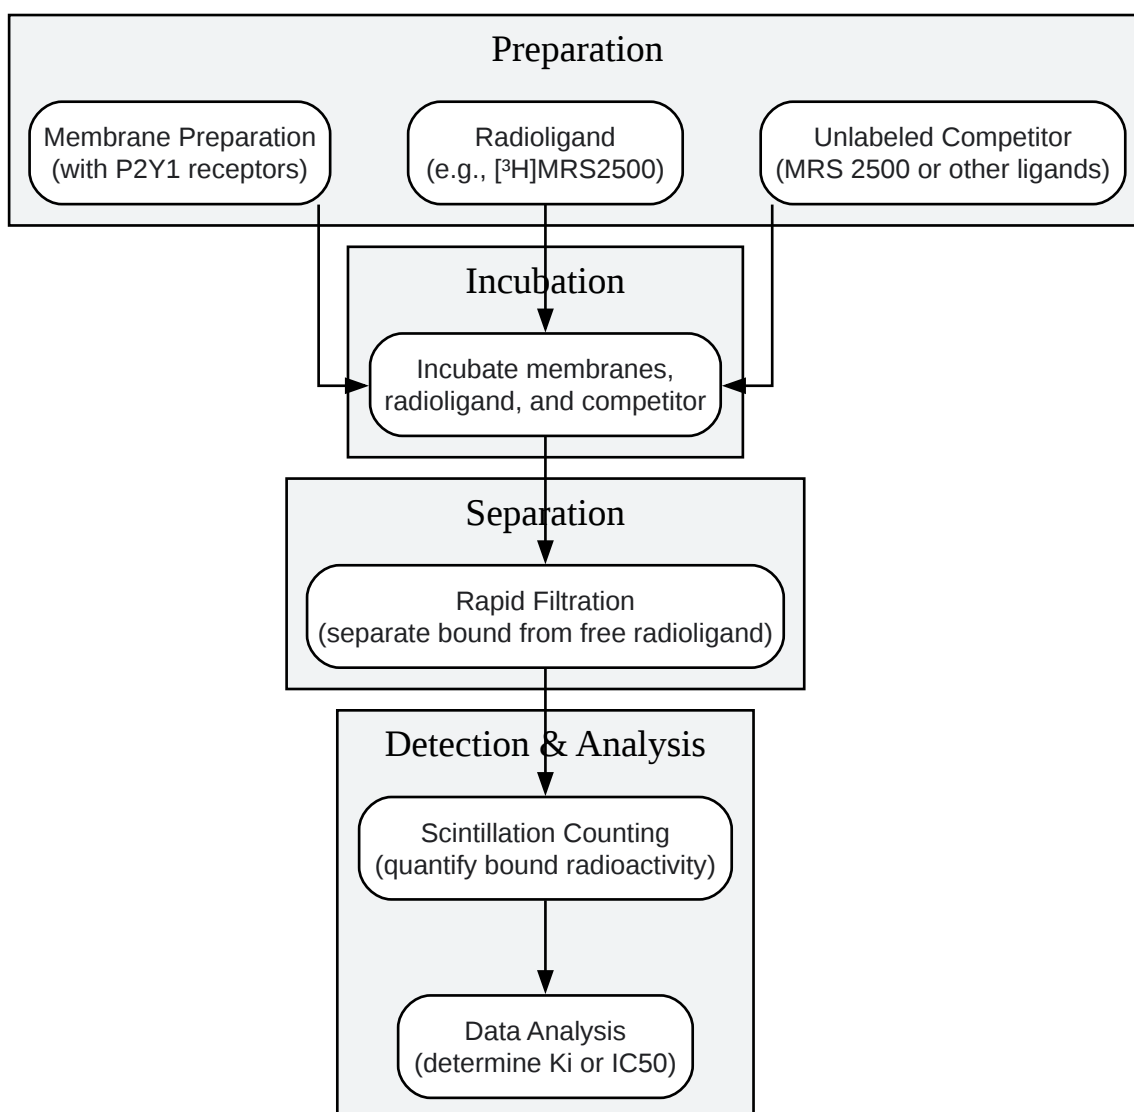 Preparation
Membrane Preparation
(with P2Y1 receptors)
Radioligand
(e.g., [³H]MRS2500)
Unlabeled Competitor
(MRS 2500 or other ligands)
Incubation
Incubate membranes,
radioligand, and competitor
Separation
Rapid Filtration
(separate bound from free radioligand)
Detection & Analysis
Scintillation Counting
(quantify bound radioactivity)
Data Analysis
(determine Ki or IC50)